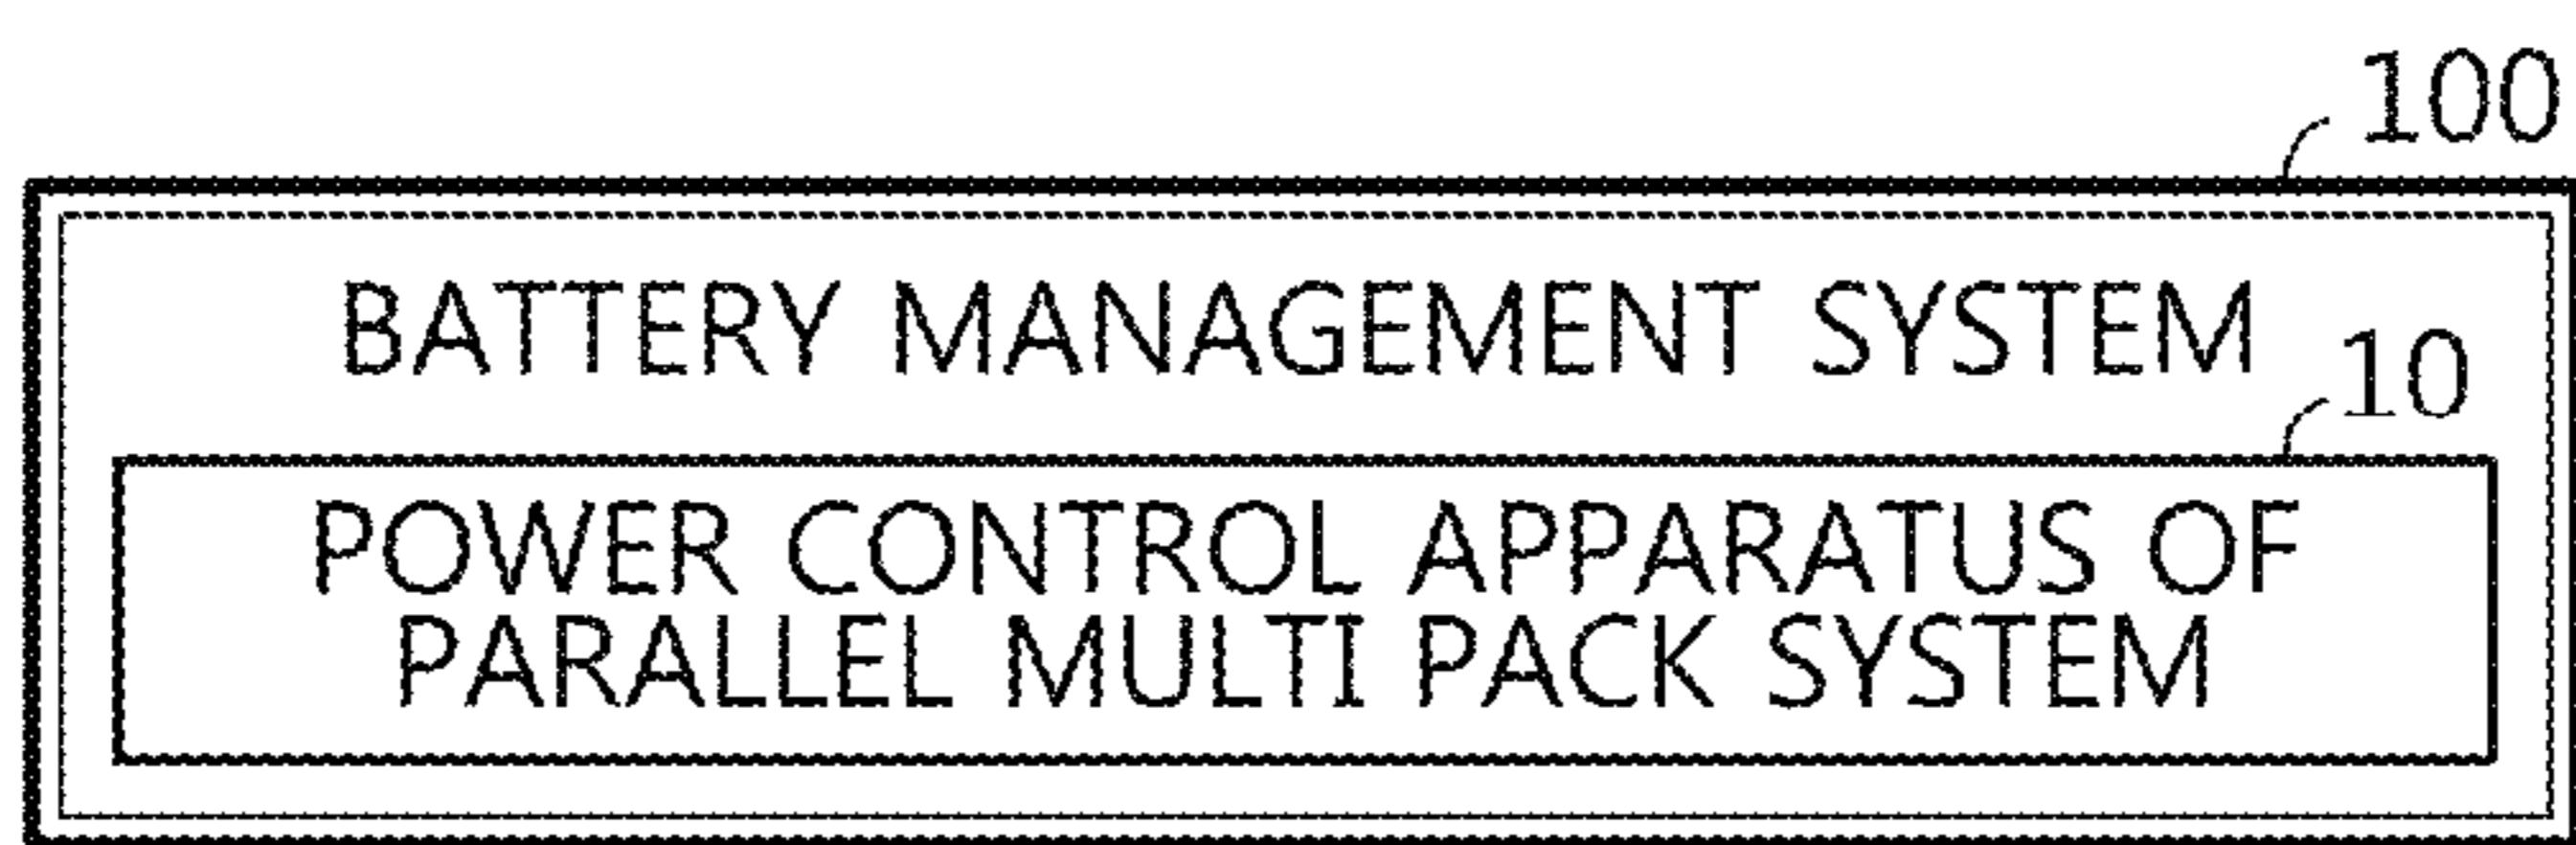 100
BATTERY MANAGEMENT SYSTEM
10
POWER CONTROL APPARATUS OF
PARALLEL MULTI PACK SYSTEM